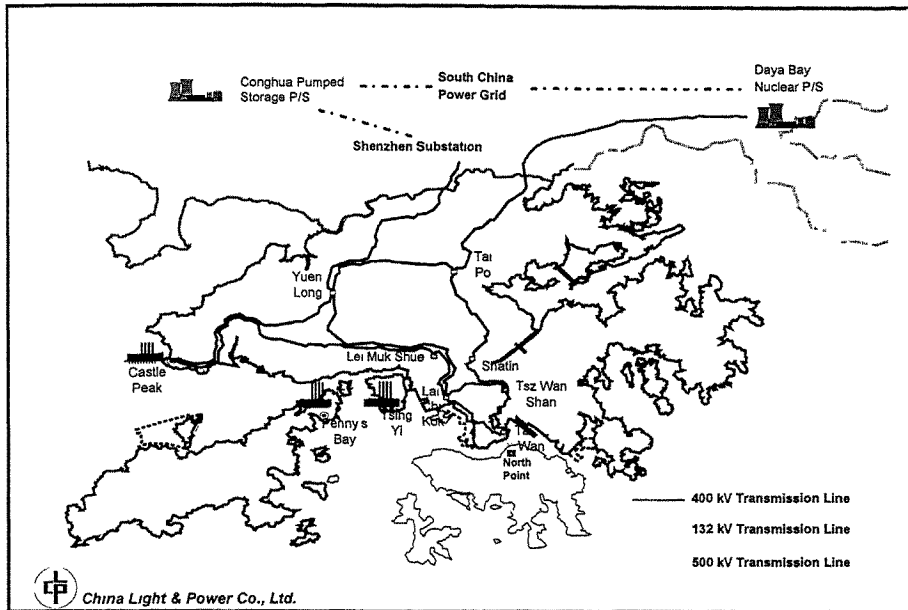 Conghua Pumped
Storage P/S
South China
Power Grid
Daya Bay
Nuclear P/S
Shenzhen Substation
Yuen
Long
Tai
Po
Castle
Peak
Lei Muk Shue
Shatin
Tsz Wan
Shan
Penny's
Bay
Tsing
Yi
Lai
Kok
Wan
North
Point
400 kV Transmission Line
132 kV Transmission Line
500 kV Transmission Line
China Light & Power Co., Ltd.